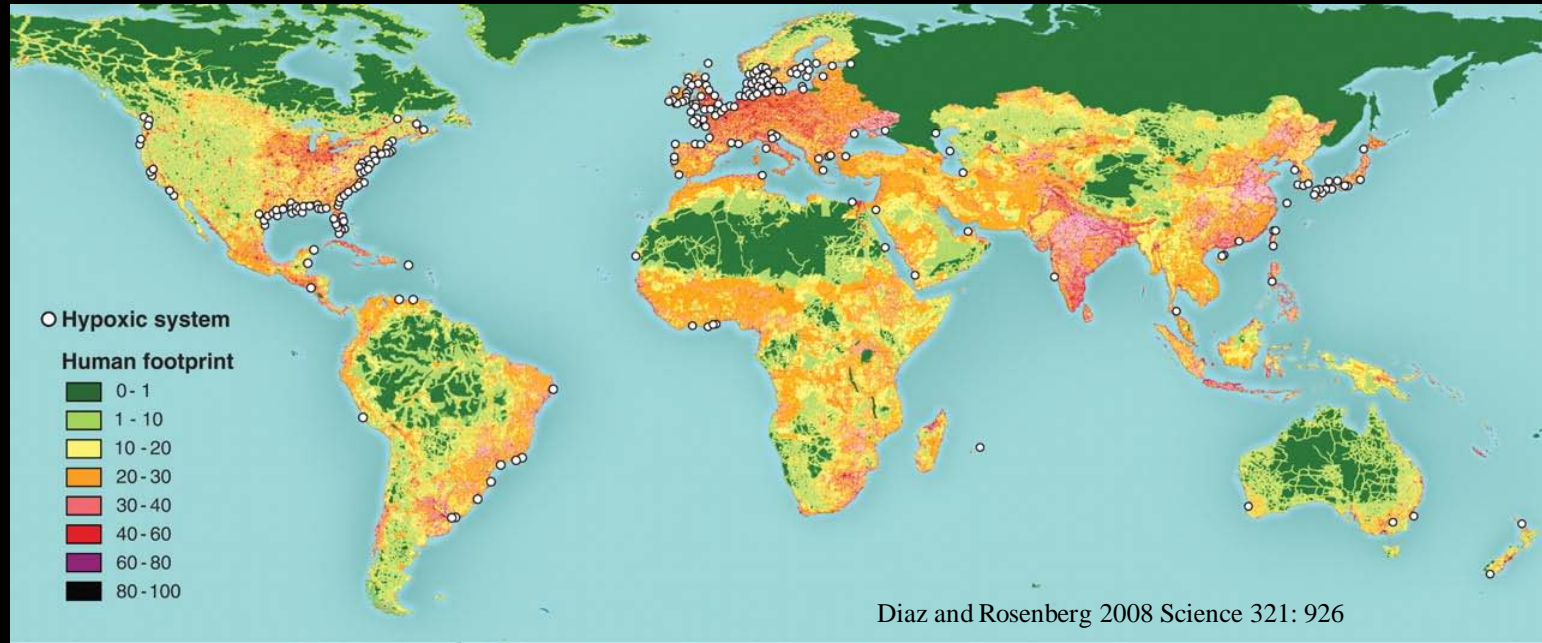 Hypoxic system
Human footprint
0 - 1
1 - 10
10 - 20
20 - 30
30 - 40
40 - 60
60 - 80
80 - 100
Diaz and Rosenberg 2008 Science 321: 926